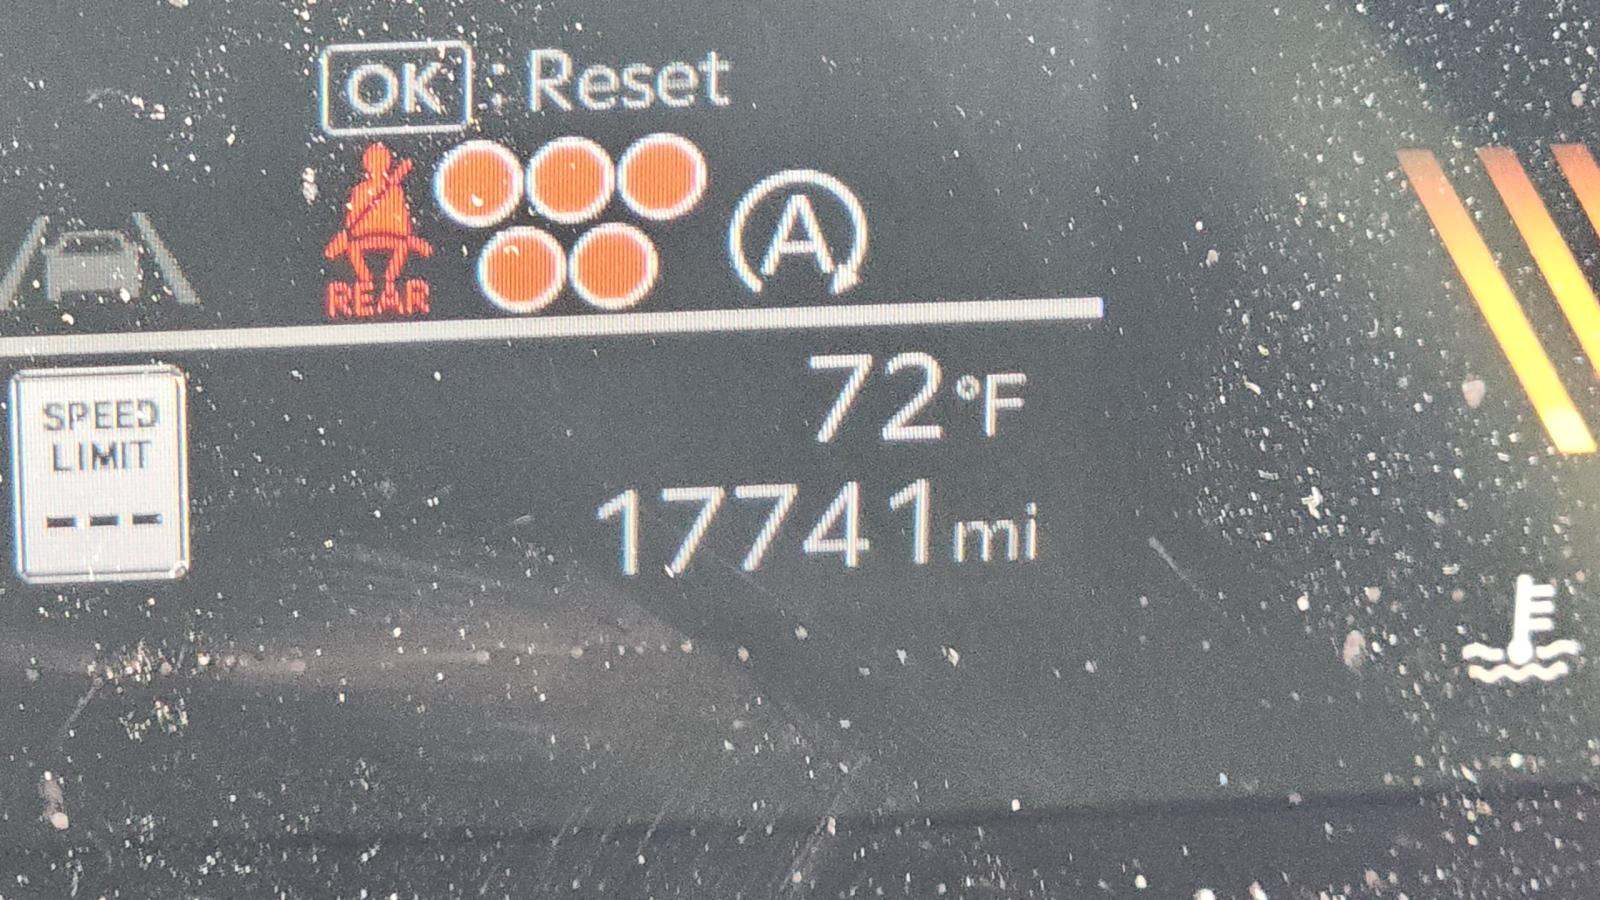 OK : Reset
REAR
A
SPEED
LIMIT
---
72°F
17741mi